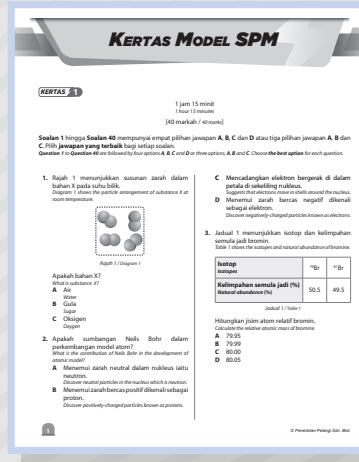 KERTAS MODEL SPM
KERTAS 1
1 jam 15 minit
1 hour 15 minutes
[40 markah / 40 marks]
Soalan 1 hingga Soalan 40 mempunyai empat pilihan jawapan A, B, C dan D atau tiga pilihan jawapan A, B dan
C. Pilih jawapan yang terbaik bagi setiap soalan.
Question 1 to Question 40 are followed by four options A, B, C and D or three options, A, B and C. Choose the best option for each question.
1. Rajah 1 menunjukkan susunan zarah dalam
bahan X pada suhu bilik.
Diagram 1 shows the particle arrangement of substance X at
room temperature.
Rajah 1 / Diagram 1
Apakah bahan X?
What is substance X?
A Air
Water
B Gula
Sugar
C Oksigen
Oxygen
2. Apakah sumbangan Neils Bohr dalam
perkembangan model atom?
What is the contribution of Neils Bohr in the development of
atomic model?
A Menemui zarah neutral dalam nukleus iaitu
neutron.
Discover neutral particles in the nucleus which is neutron.
B Menemui zarah bercas positif dikenali sebagai
proton.
Discover positively-charged particles known as protons.
C Mencadangkan elektron bergerak di dalam
petala di sekeliling nukleus.
Suggests that electrons move in shells around the nucleus.
D Menemui zarah bercas negatif dikenali
sebagai elektron.
Discover negatively-charged particles known as electrons.
3. Jadual 1 menunjukkan isotop dan kelimpahan
semula jadi bromin.
Table 1 shows the isotopes and natural abundance of bromine.
Isotop
Isotopes
⁷⁹Br ⁸¹Br
Kelimpahan semula jadi (%)
Natural abundance (%)
50.5 49.5
Jadual 1 / Table 1
Hitungkan jisim atom relatif bromin.
Calculate the relative atomic mass of bromine.
A 79.95
B 79.99
C 80.00
D 80.05
1
© Penerbitan Pelangi Sdn. Bhd.